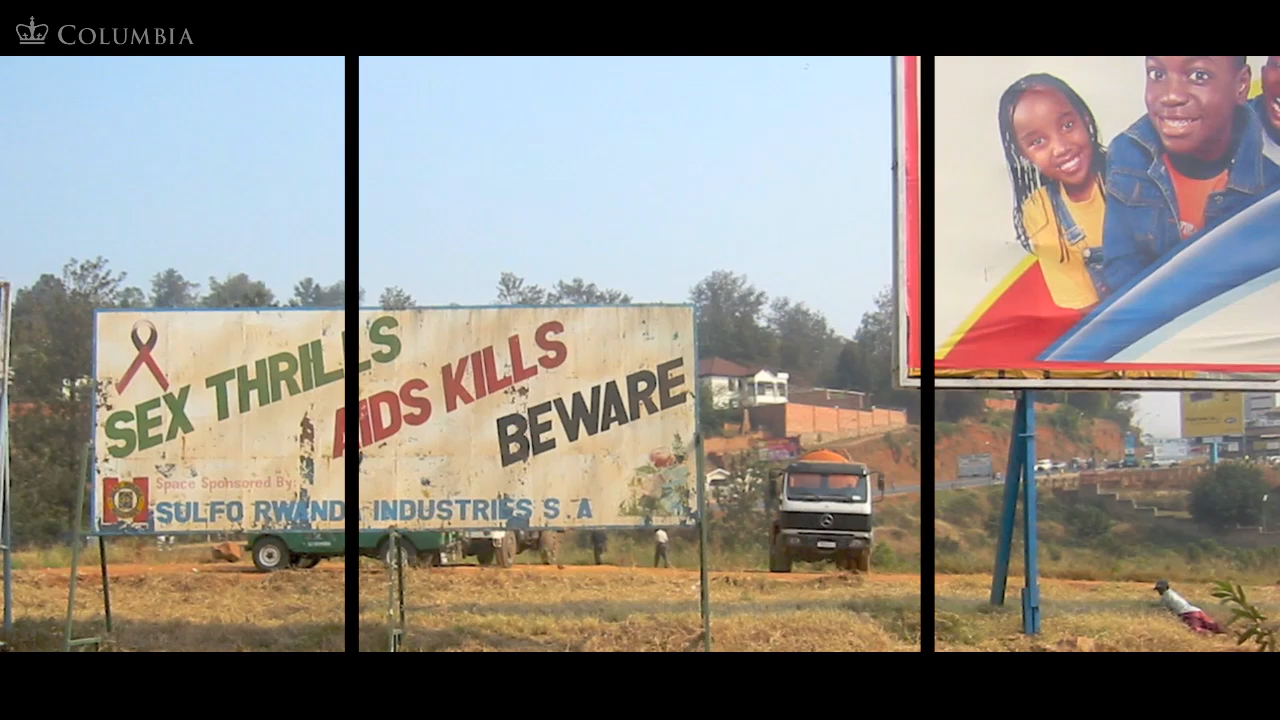 COLUMBIA
SEX THRILLS
AIDS KILLS
BEWARE
Space Sponsored By:
SULFO RWANDA INDUSTRIES S.A